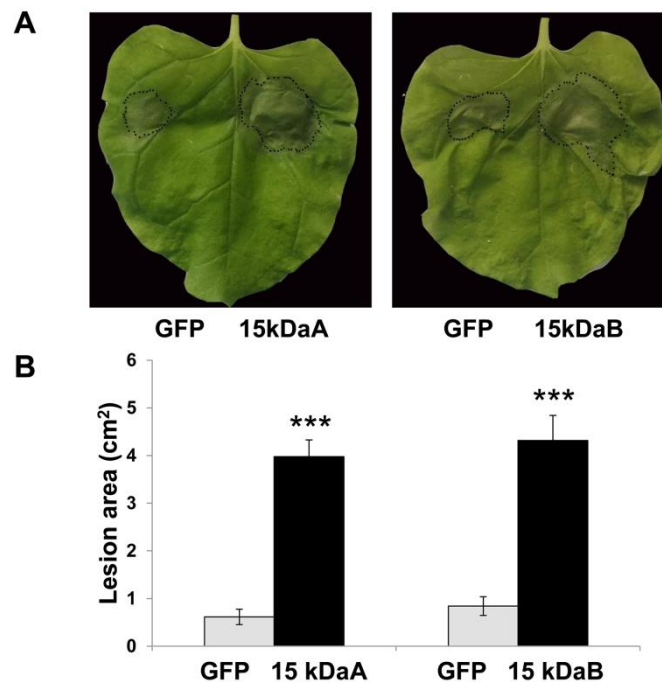 A
GFP 15kDaA GFP 15kDaB
B
6
5
4
3
2
1
0
Lesion area (cm²)
***
***
GFP 15 kDaA GFP 15 kDaB